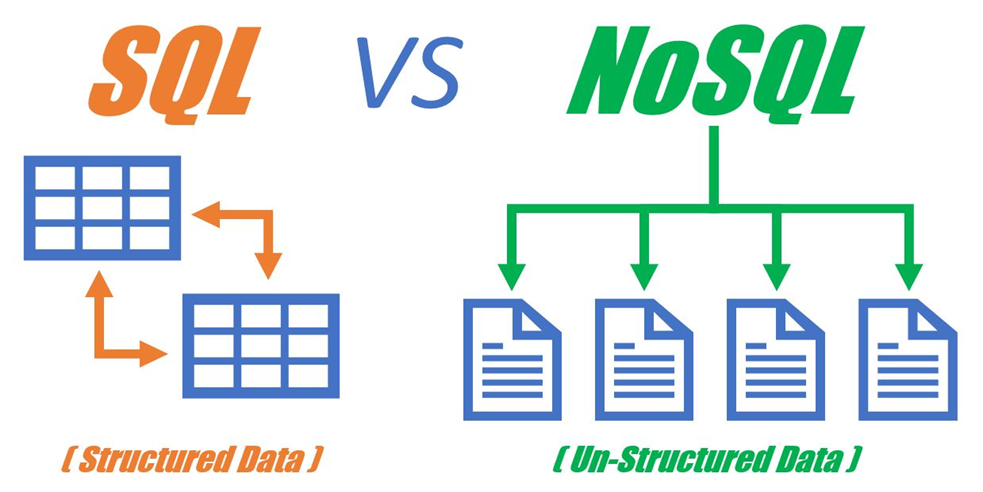 SQL VS NoSQL
( Structured Data )
( Un-Structured Data )